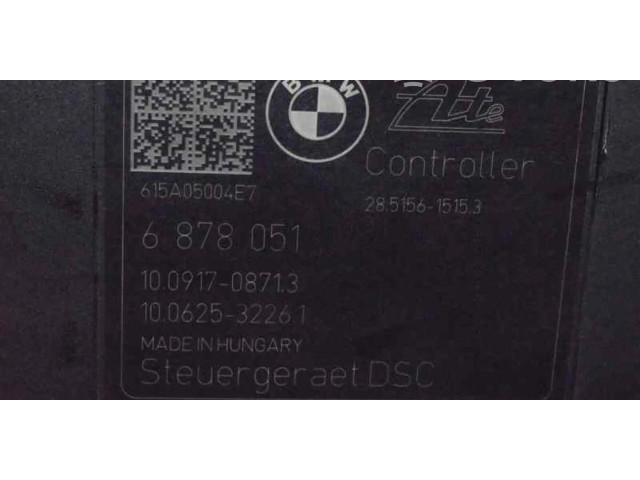 BMW
Ate
Controller
615A05004E7
28.5156-1515.3
6 878 051
10.0917-0871.3
10.0625-3226.1
MADE IN HUNGARY
Steuergeraet DSC